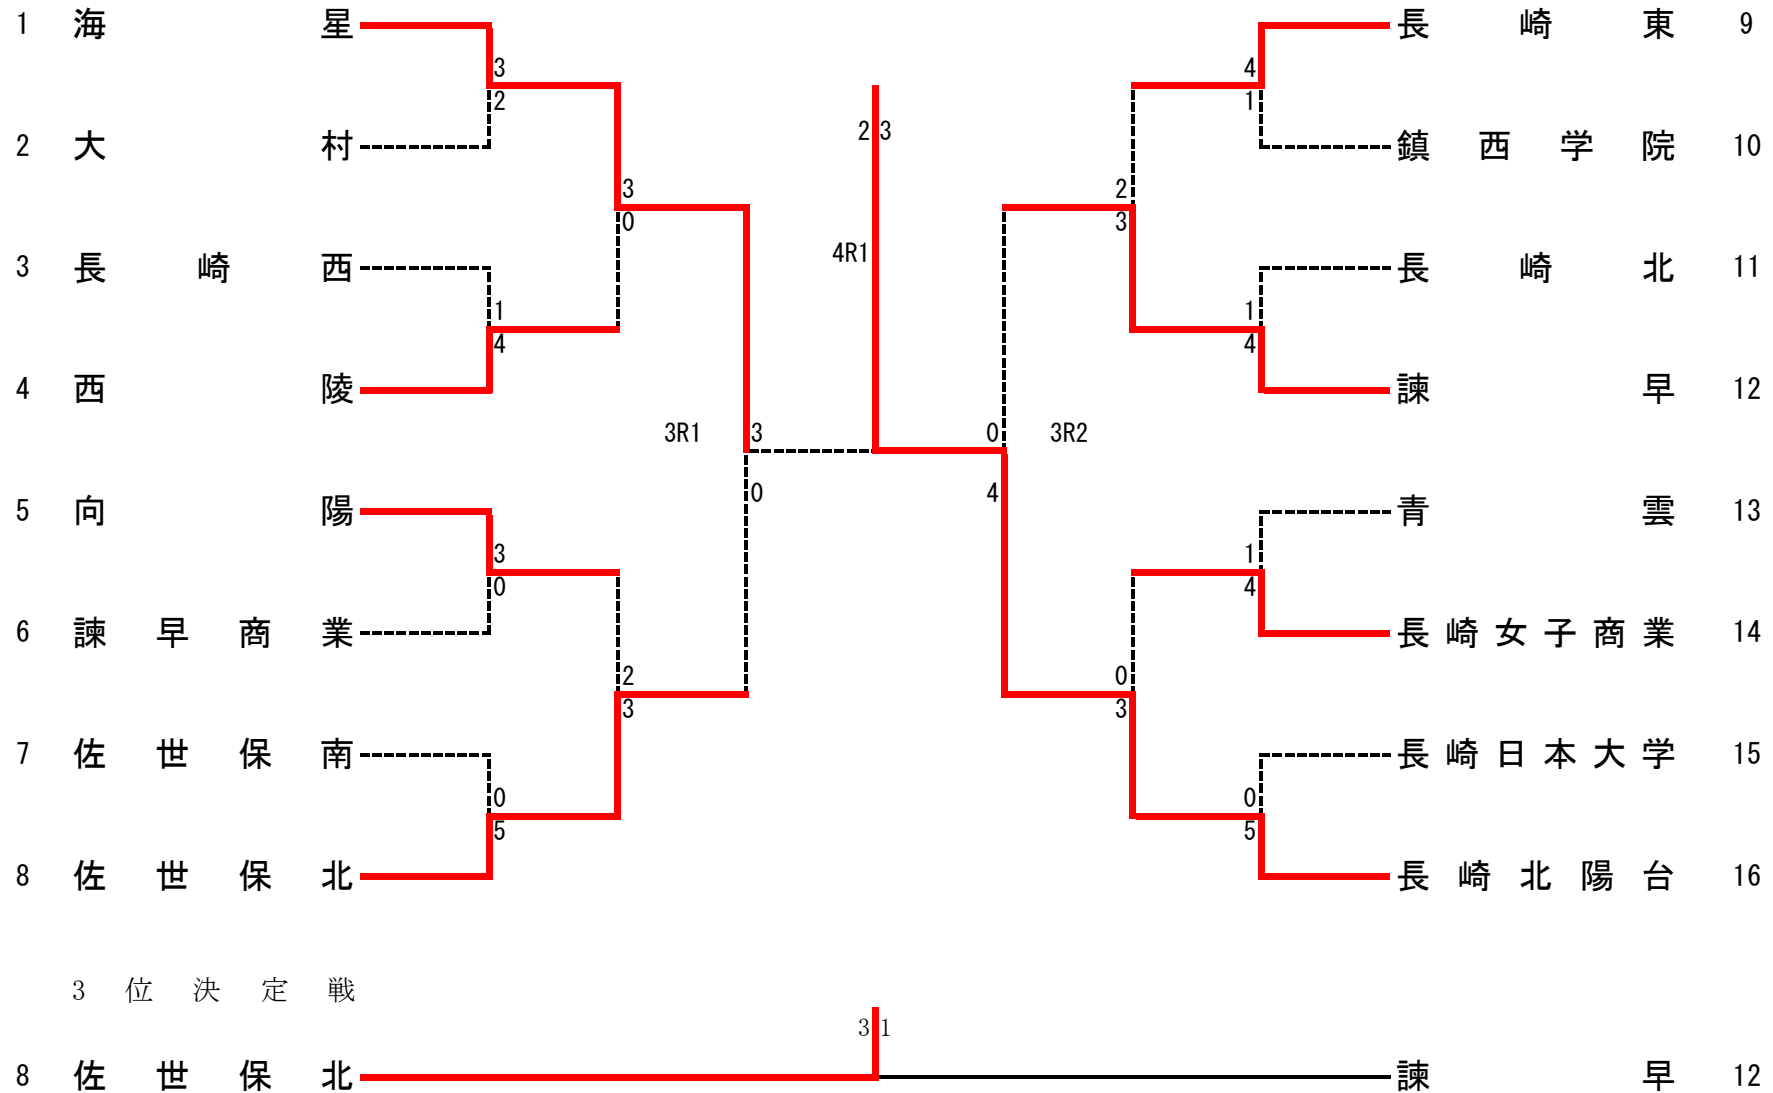 1 海星 長崎東 9
3 4
2 1
2 3
2 大村 鎮西学院 10
3 2
0 3
4R1
3 長崎西 長崎北 11
1 1
4 4
4 西陵 諫早 12
3R1 3 0 3R2
0 4
5 向陽 青雲 13
3 1
0 4
6 諫早商業 長崎女子商業 14
2 0
3 3
7 佐世保南 長崎日本大学 15
0 0
5 5
8 佐世保北 長崎北陽台 16
3位決定戦
3 1
8 佐世保北 諫早 12